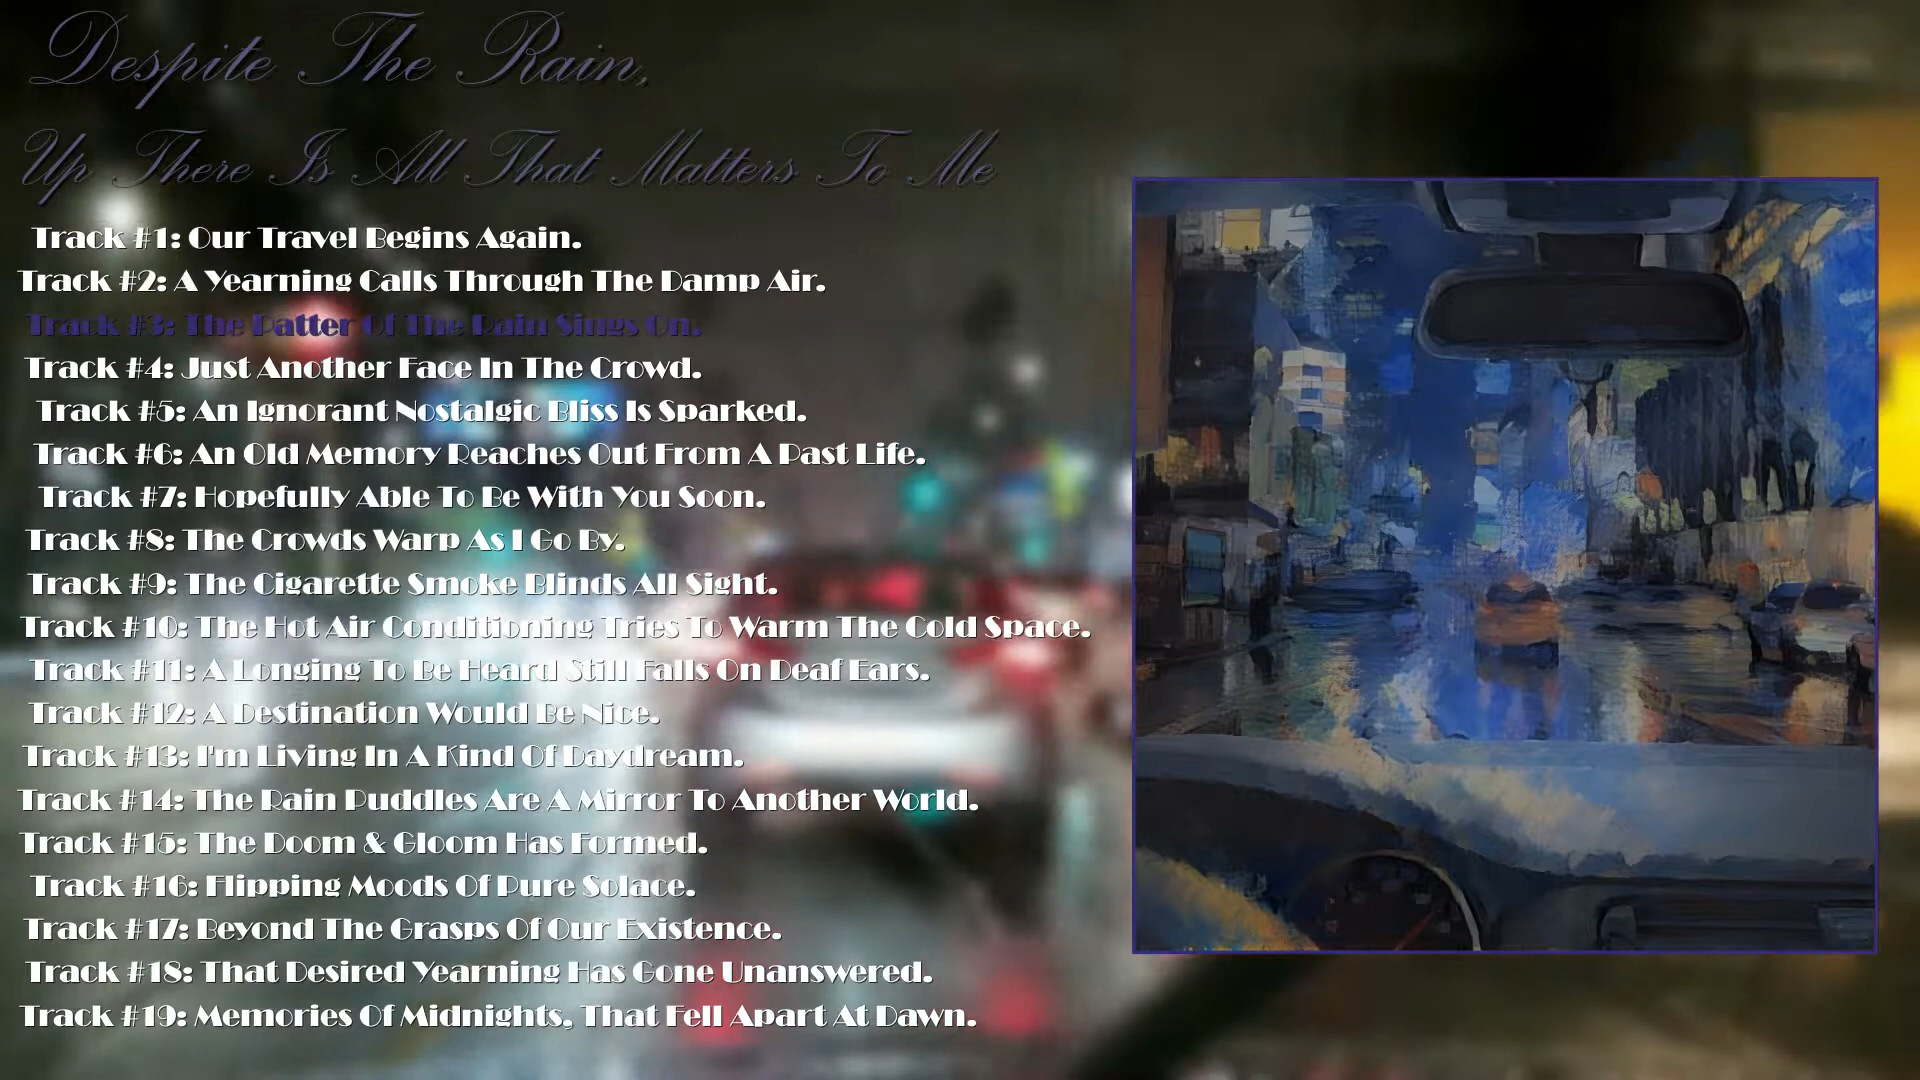 Despite The Rain,
Up There Is All That Matters To Me
Track #1: Our Travel Begins Again.
Track #2: A Yearning Calls Through The Damp Air.
Track #3: The Patter Of The Rain Sings On.
Track #4: Just Another Face In The Crowd.
Track #5: An Ignorant Nostalgic Bliss Is Sparked.
Track #6: An Old Memory Reaches Out From A Past Life.
Track #7: Hopefully Able To Be With You Soon.
Track #8: The Crowds Warp As I Go By.
Track #9: The Cigarette Smoke Blinds All Sight.
Track #10: The Hot Air Conditioning Tries To Warm The Cold Space.
Track #11: A Longing To Be Heard Still Falls On Deaf Ears.
Track #12: A Destination Would Be Nice.
Track #13: I'm Living In A Kind Of Daydream.
Track #14: The Rain Puddles Are A Mirror To Another World.
Track #15: The Doom & Gloom Has Formed.
Track #16: Flipping Moods Of Pure Solace.
Track #17: Beyond The Grasps Of Our Existence.
Track #18: That Desired Yearning Has Gone Unanswered.
Track #19: Memories Of Midnights, That Fell Apart At Dawn.